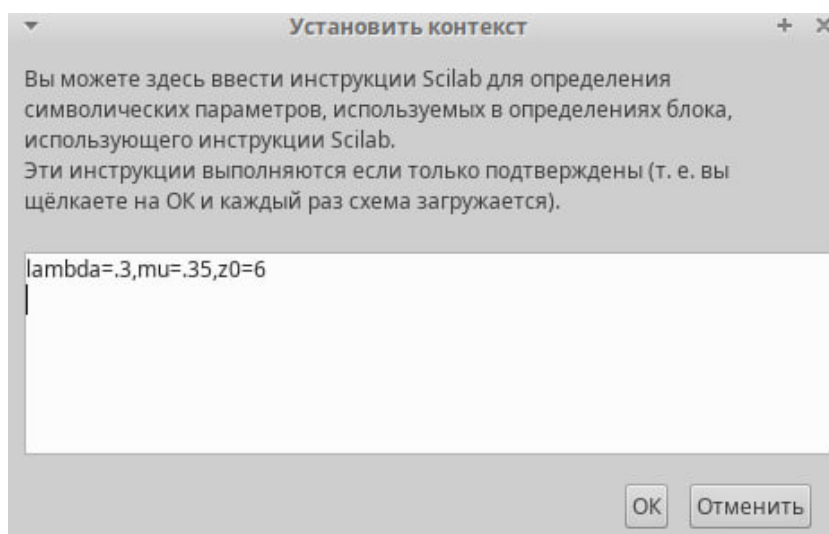 Установить контекст
Вы можете здесь ввести инструкции Scilab для определения
символических параметров, используемых в определениях блока,
использующего инструкции Scilab.
Эти инструкции выполняются если только подтверждены (т. е. вы
щёлкаете на ОК и каждый раз схема загружается).
lambda=.3,mu=.35,z0=6
ОК Отменить